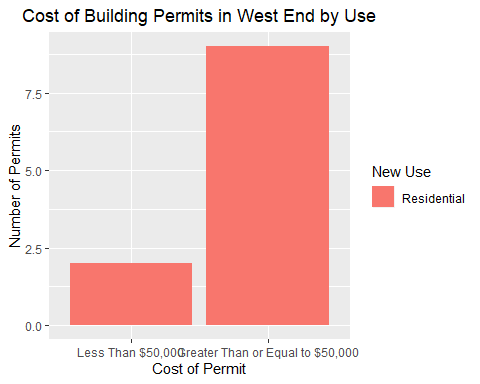 Cost of Building Permits in West End by Use
Number of Permits
7.5
5.0
2.5
0.0
Less Than $50,000
Greater Than or Equal to $50,000
Cost of Permit
New Use
Residential